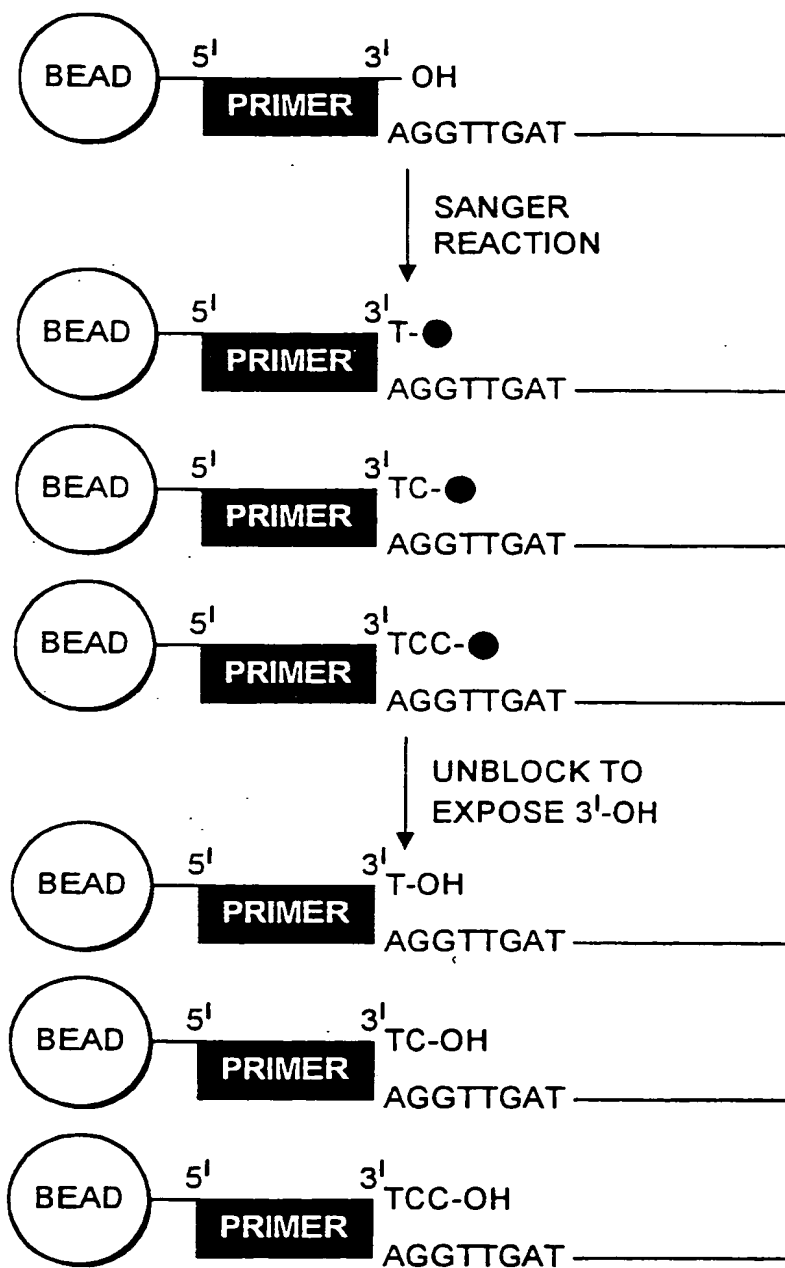 5' 3'
BEAD OH
PRIMER
AGGTTGAT
SANGER
REACTION
5' 3'
BEAD T-●
PRIMER
AGGTTGAT
5' 3'
BEAD TC-●
PRIMER
AGGTTGAT
5' 3'
BEAD TCC-●
PRIMER
AGGTTGAT
UNBLOCK TO
EXPOSE 3'-OH
5' 3'
BEAD T-OH
PRIMER
AGGTTGAT
5' 3'
BEAD TC-OH
PRIMER
AGGTTGAT
5' 3'
BEAD TCC-OH
PRIMER
AGGTTGAT